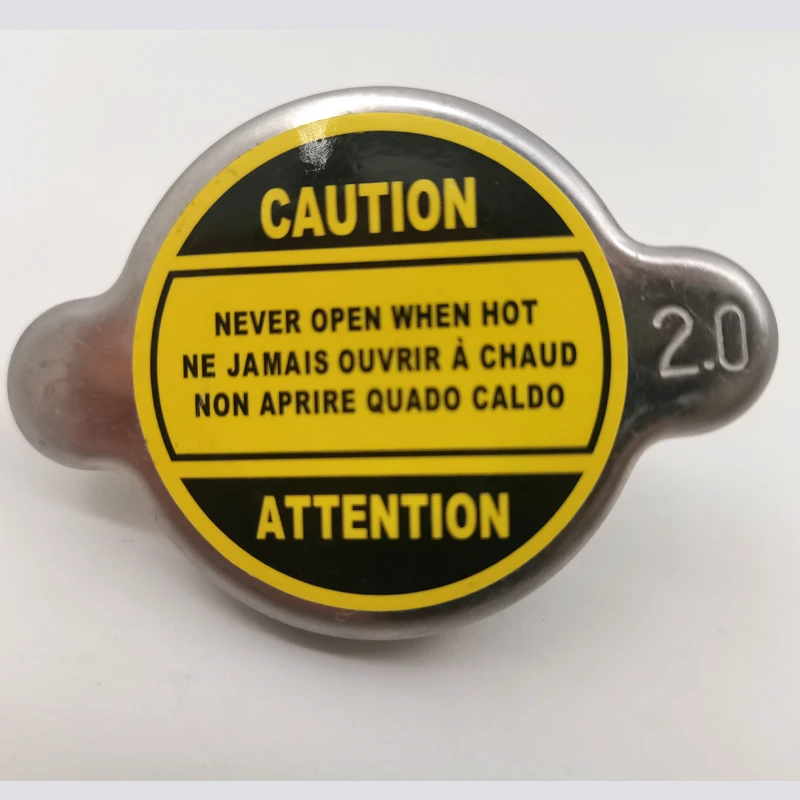 CAUTION
NEVER OPEN WHEN HOT
NE JAMAIS OUVRIR À CHAUD
NON APRIRE QUADO CALDO
ATTENTION
2.0